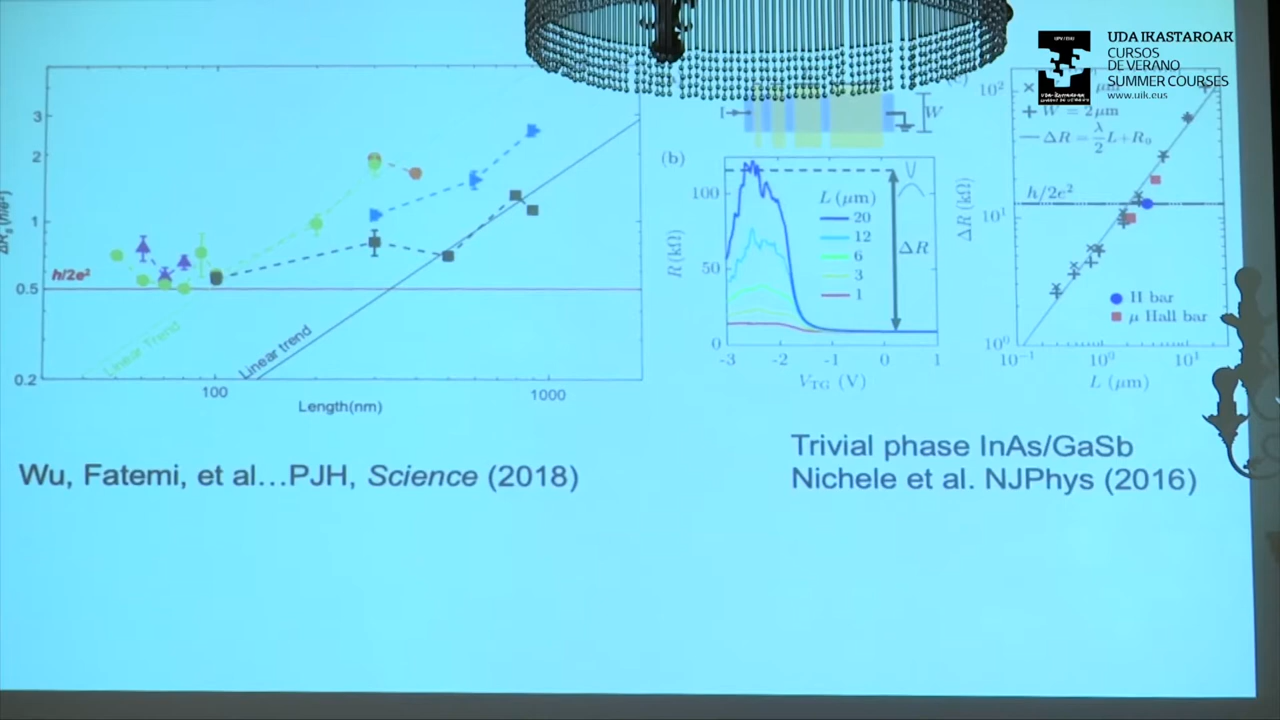 UDA IKASTAROAK
CURSOS
DE VERANO
SUMMER COURSES
www.uik.eus
3
2
1
0.5
0.2
h/2e²
Linear Trend
Linear trend
100
1000
Length(nm)
Wu, Fatemi, et al...PJH, Science (2018)
I
W
(b)
100
50
0
R (kΩ)
L (μm)
20
12
6
3
1
ΔR
-3
-2
-1
0
1
V_TG (V)
10²
10¹
10⁰
ΔR (kΩ)
W = 2μm
ΔR = λ/2 L+R₀
h/2e²
H bar
μ Hall bar
10⁻¹
10⁰
10¹
L (μm)
Trivial phase InAs/GaSb
Nichele et al. NJPhys (2016)